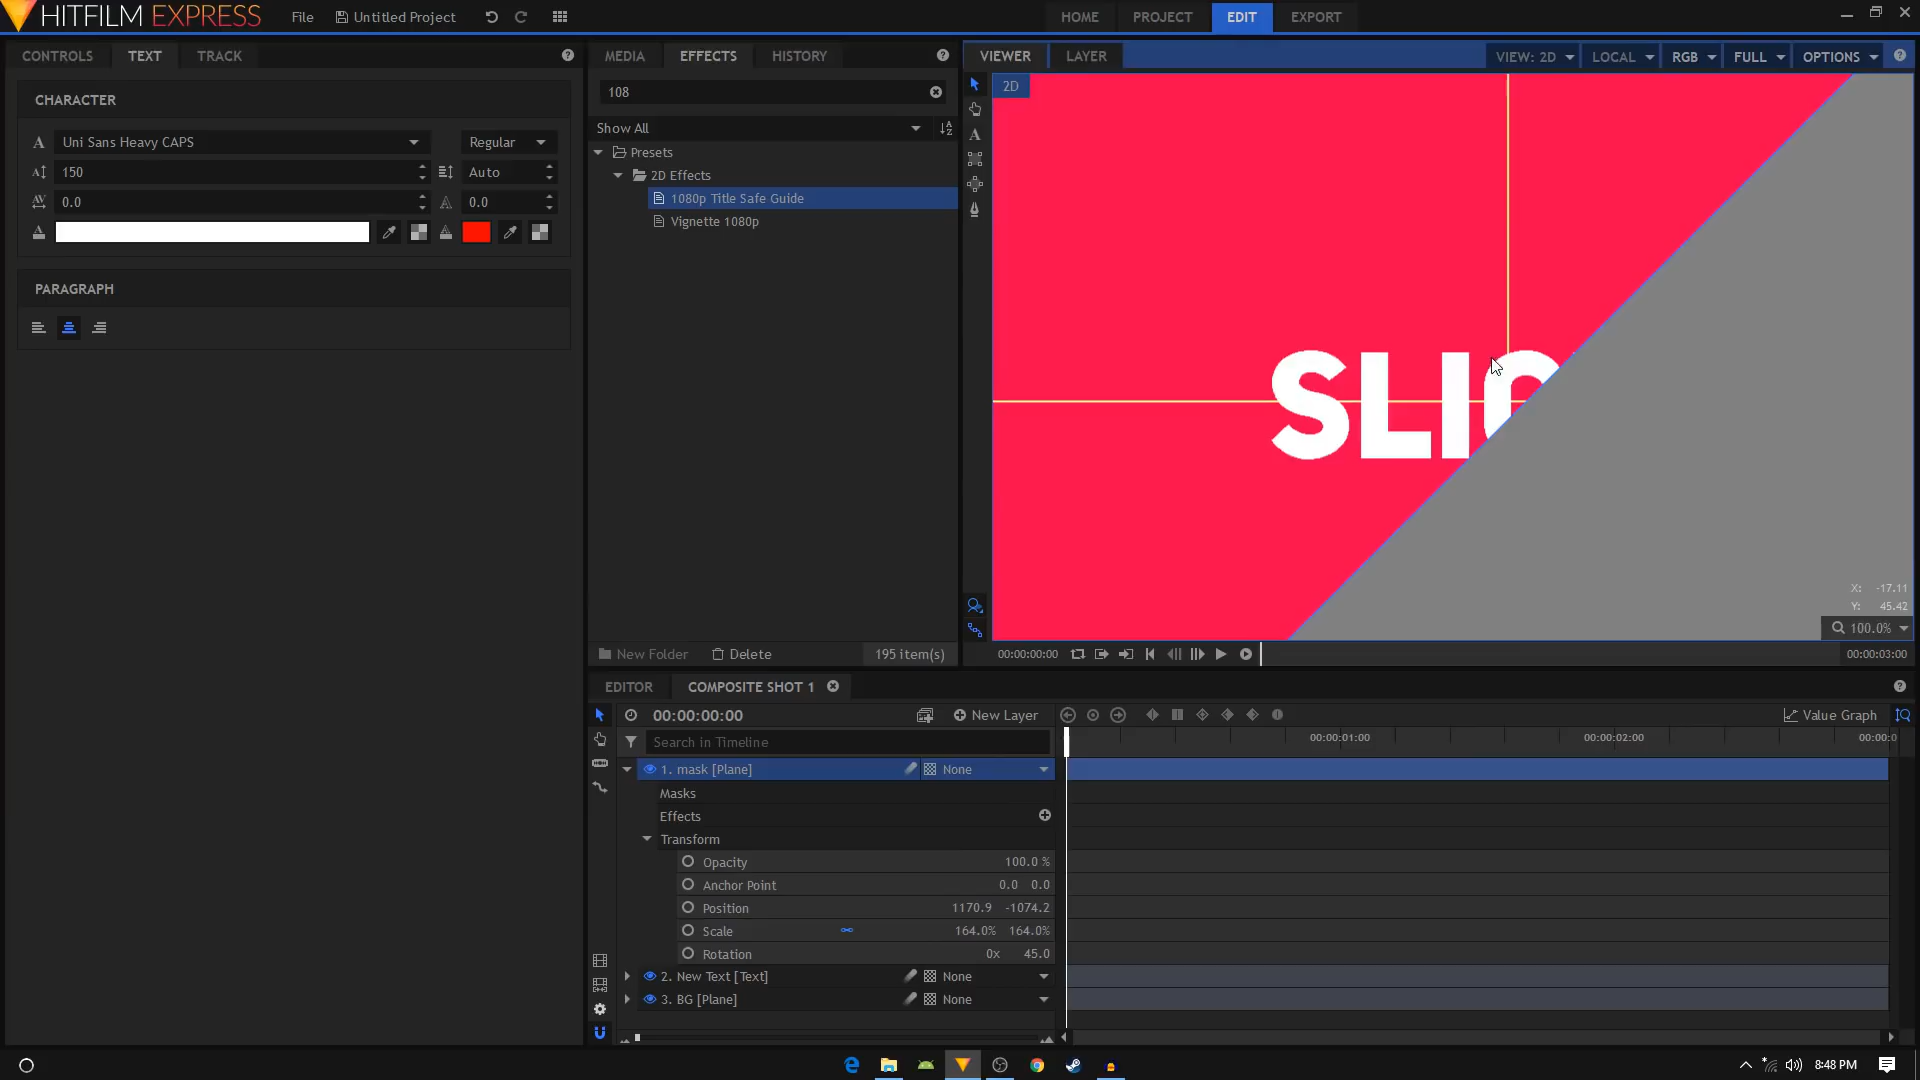 HITFILM EXPRESS
File
Untitled Project
HOME
PROJECT
EDIT
EXPORT
CONTROLS
TEXT
TRACK
CHARACTER
Uni Sans Heavy CAPS
Regular
150
Auto
0.0
0.0
PARAGRAPH
MEDIA
EFFECTS
HISTORY
108
Show All
Presets
2D Effects
1080p Title Safe Guide
Vignette 1080p
New Folder
Delete
195 item(s)
VIEWER
LAYER
VIEW: 2D
LOCAL
RGB
FULL
OPTIONS
2D
SLIC
X: -17.11
Y: 45.42
100.0%
00:00:00:00
00:00:03:00
EDITOR
COMPOSITE SHOT 1
00:00:00:00
New Layer
Value Graph
Search in Timeline
00:00:01:00
00:00:02:00
00:00:0
1. mask [Plane]
None
Masks
Effects
Transform
Opacity
100.0 %
Anchor Point
0.0 0.0
Position
1170.9 -1074.2
Scale
164.0% 164.0%
Rotation
0x 45.0
2. New Text [Text]
None
3. BG [Plane]
None
8:48 PM